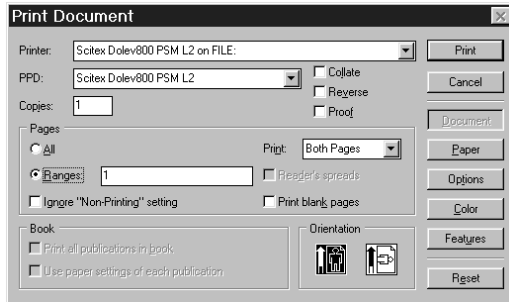 Print Document
Printer: Scitex Dolev800 PSM L2 on FILE: Print
PPD: Scitex Dolev800 PSM L2 Collate Cancel
Reverse
Copies: 1 Proof Document
Pages
All Print: Both Pages Paper
Ranges: 1 Reader's spreads Options
Ignore "Non-Printing" setting Print blank pages Color
Book Orientation Features
Print all publications in book
Use paper settings of each publication Reset